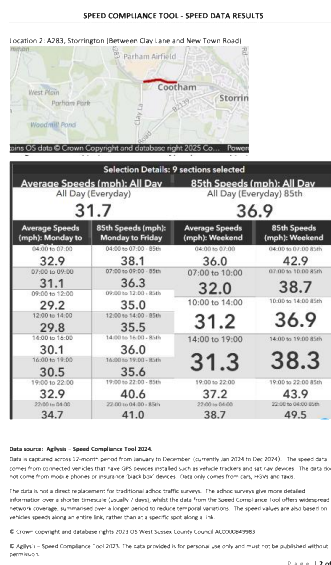 SPEED COMPLIANCE TOOL - SPEED DATA RESULTS
Location 2: A283, Storrington (Between Clay Lane and New Town Road)
Parham Airfield
West Plain
Parham Park
Cootham
Storrin
Clay La
Woodmill Pond
ains OS data © Crown Copyright and database right 2025 Co... Power
Selection Details: 9 sections selected
Average Speeds (mph): All Day 85th Speeds (mph): All Day
All Day (Everyday) All Day (Everyday) 85th
31.7 36.9
Average Speeds (mph): Monday to 85th Speeds (mph): Monday to Friday Average Speeds (mph): Weekend 85th Speeds (mph): Weekend
04:00 to 07:00 04:00 to 07:00 - 85th 04:00 to 07:00 04:00 to 07:00 85th
32.9 38.1 36.0 42.9
07:00 to 09:00 07:00 to 09:00 - 85th 07:00 to 10:00 07:00 to 10:00 85th
31.1 36.3 32.0 38.7
09:00 to 12:00 09:00 to 12:00 - 85th 10:00 to 14:00 10:00 to 14:00 85th
29.2 35.0 31.2 36.9
12:00 to 14:00 12:00 to 14:00 - 85th
29.8 35.5
14:00 to 16:00 14:00 to 16:00 - 85th 14:00 to 19:00 14:00 to 19:00 85th
30.1 36.0 31.3 38.3
16:00 to 19:00 16:00 to 19:00 - 85th
30.5 35.6
19:00 to 22:00 19:00 to 22:00 - 85th 19:00 to 22:00 19:00 to 22:00 85th
32.9 40.6 37.2 43.9
22:00 to 04:00 22:00 to 04:00 - 85th 22:00 to 04:00 22:00 to 04:00 85th
34.7 41.0 38.7 49.5
Data source: Agilysis – Speed Compliance Tool 2024.
Data is captured across 12-month period from January to December (currently Jan 2024 to Dec 2024). The speed data
comes from connected vehicles that have GPS devices installed such as vehicle trackers and sat nav devices. The data doe
not come from mobile phones or insurance 'black box' devices. Data only comes from cars, HGVs and taxis.
The data is not a direct replacement for traditional adhoc traffic surveys. The adhoc surveys give more detailed
information over a shorter timescale (usually 7 days), whilst the data from the Speed Compliance Tool offers widespread
network coverage, summarised over a longer period to reduce temporal variations. The speed values are also based on
vehicles speeds along an entire link, rather than at a specific spot along a link
© Crown copyright and database rights 2023 OS West Sussex County Council
© Agilysis – Speed Compliance Tool 2023. The data provided is for personal use only and must not be published without
permission.
Page | 2 of